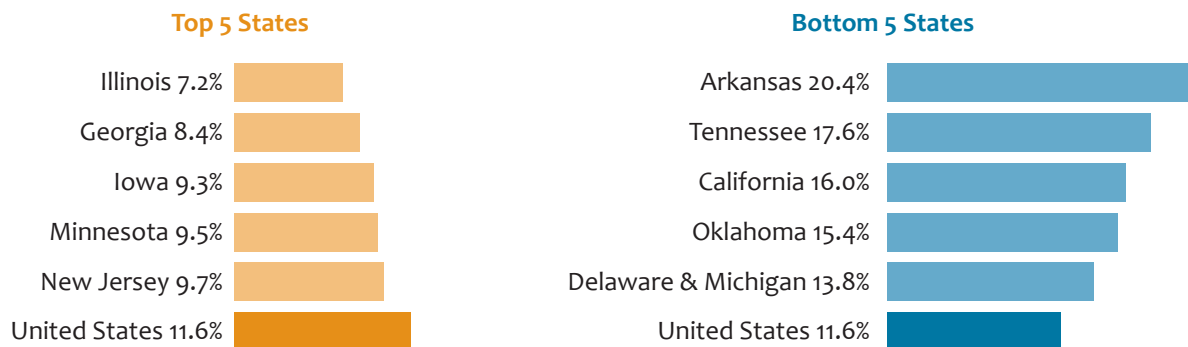 Top 5 States
Illinois 7.2%
Georgia 8.4%
Iowa 9.3%
Minnesota 9.5%
New Jersey 9.7%
United States 11.6%
Bottom 5 States
Arkansas 20.4%
Tennessee 17.6%
California 16.0%
Oklahoma 15.4%
Delaware & Michigan 13.8%
United States 11.6%